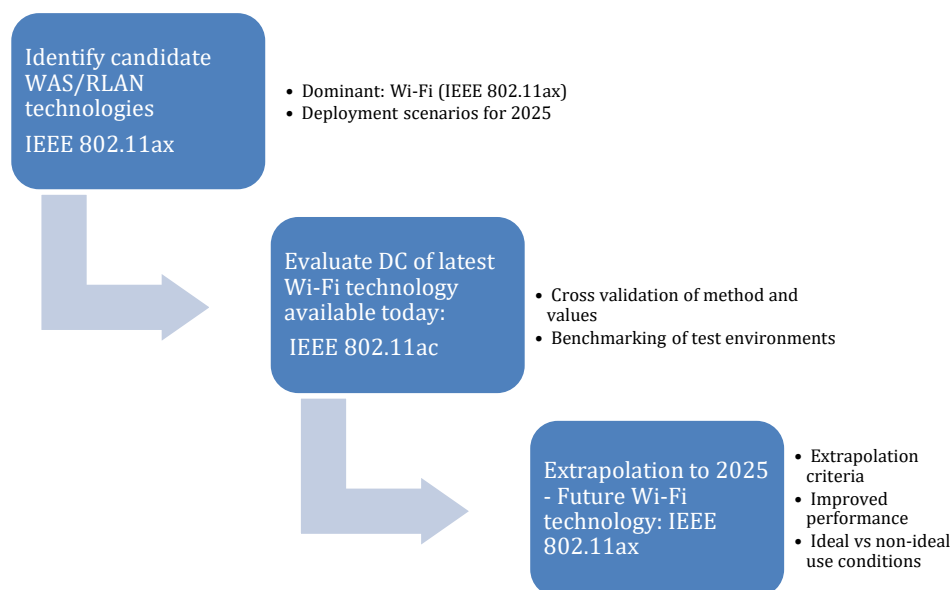 Identify candidate
WAS/RLAN
technologies
IEEE 802.11ax
• Dominant: Wi-Fi (IEEE 802.11ax)
• Deployment scenarios for 2025
Evaluate DC of latest
Wi-Fi technology
available today:
IEEE 802.11ac
• Cross validation of method and
values
• Benchmarking of test environments
Extrapolation to 2025
- Future Wi-Fi
technology: IEEE
802.11ax
• Extrapolation
criteria
• Improved
performance
• Ideal vs non-ideal
use conditions